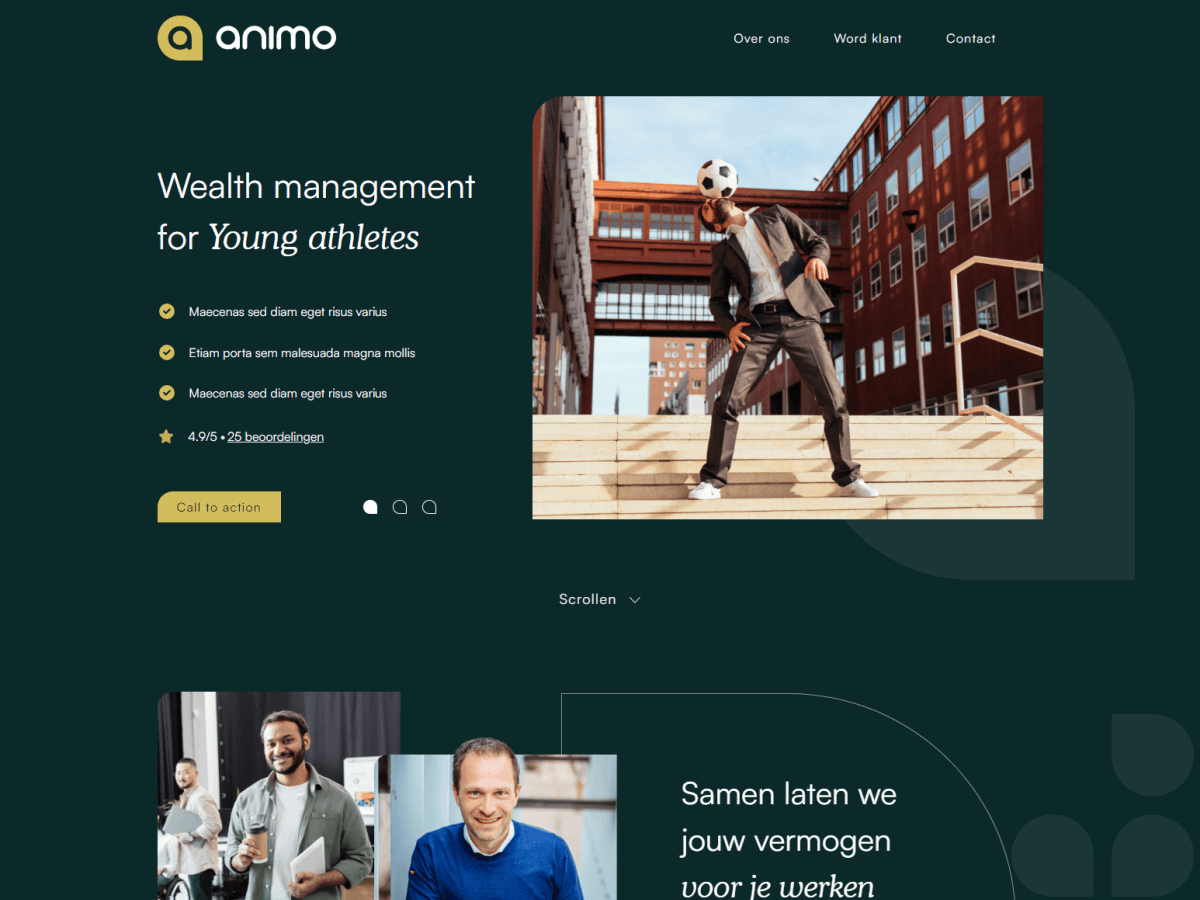 animo
Over ons
Word klant
Contact
Wealth management
for Young athletes
Maecenas sed diam eget risus varius
Etiam porta sem malesuada magna mollis
Maecenas sed diam eget risus varius
4.9/5 • 25 beoordelingen
Call to action
Scrollen
Samen laten we
jouw vermogen
voor je werken